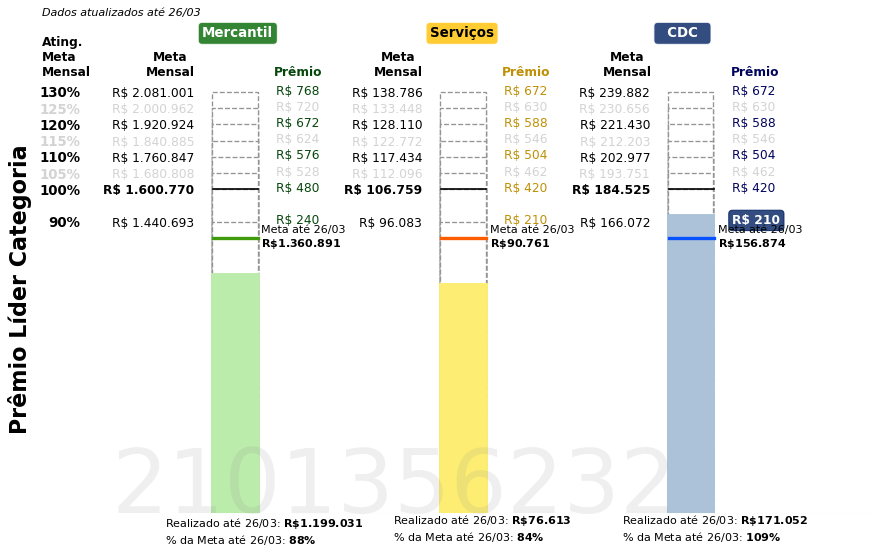 Dados atualizados até 26/03
Mercantil Serviços CDC
Ating.
Meta Meta Meta Meta
Mensal Mensal Prêmio Mensal Prêmio Mensal Prêmio
130% R$ 2.081.001 R$ 768 R$ 138.786 R$ 672 R$ 239.882 R$ 672
125% R$ 2.000.962 R$ 720 R$ 133.448 R$ 630 R$ 230.656 R$ 630
120% R$ 1.920.924 R$ 672 R$ 128.110 R$ 588 R$ 221.430 R$ 588
115% R$ 1.840.885 R$ 624 R$ 122.772 R$ 546 R$ 212.203 R$ 546
110% R$ 1.760.847 R$ 576 R$ 117.434 R$ 504 R$ 202.977 R$ 504
105% R$ 1.680.808 R$ 528 R$ 112.096 R$ 462 R$ 193.751 R$ 462
100% R$ 1.600.770 R$ 480 R$ 106.759 R$ 420 R$ 184.525 R$ 420
90% R$ 1.440.693 R$ 240 R$ 96.083 R$ 210 R$ 166.072 R$ 210
Meta até 26/03 Meta até 26/03 Meta até 26/03
R$1.360.891 R$90.761 R$156.874
Prêmio Líder Categoria
2101356232
Realizado até 26/03: R$1.199.031 Realizado até 26/03: R$76.613 Realizado até 26/03: R$171.052
% da Meta até 26/03: 88% % da Meta até 26/03: 84% % da Meta até 26/03: 109%